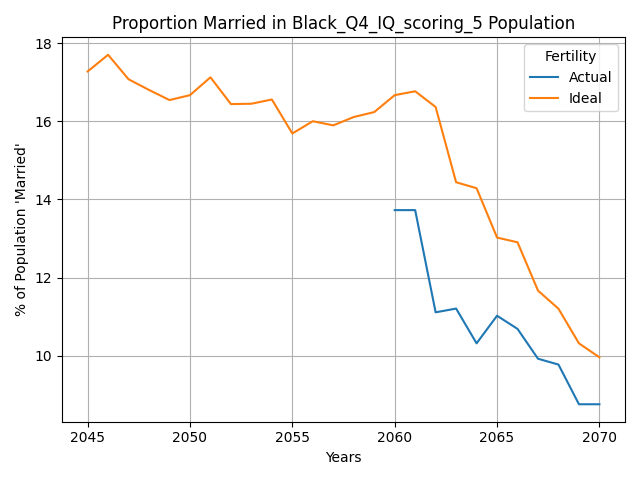 Proportion Married in Black_Q4_IQ_scoring_5 Population
% of Population 'Married'
18
16
14
12
10
Fertility
Actual
Ideal
2045
2050
2055
2060
2065
2070
Years